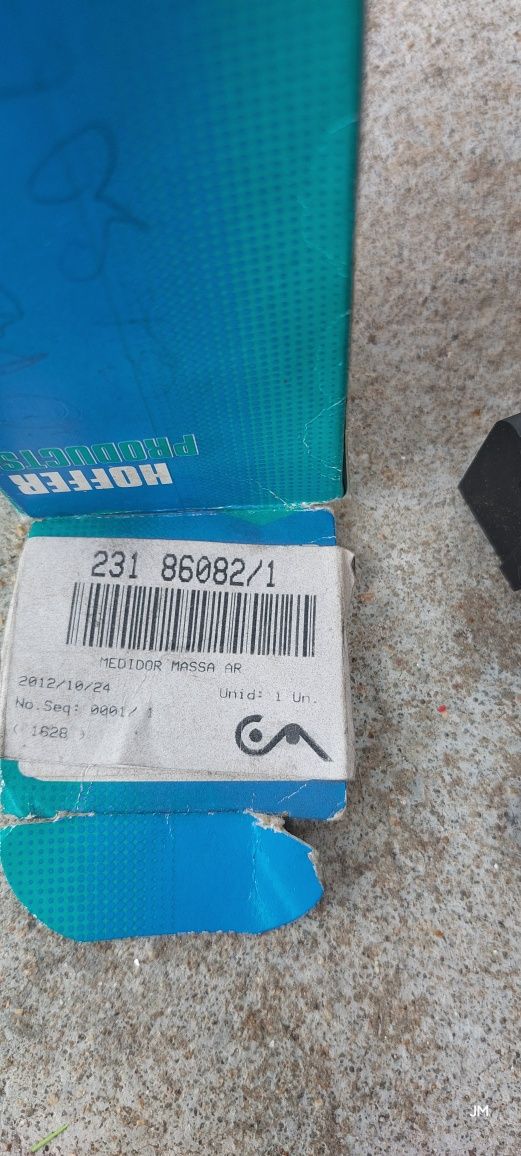 HOFFER
PRODUCTS
231 86082/1
MEDIDOR MASSA AR
2012/10/24
Unid: 1 Un.
No.Seq: 0001/ 1
( 1628 )
JM